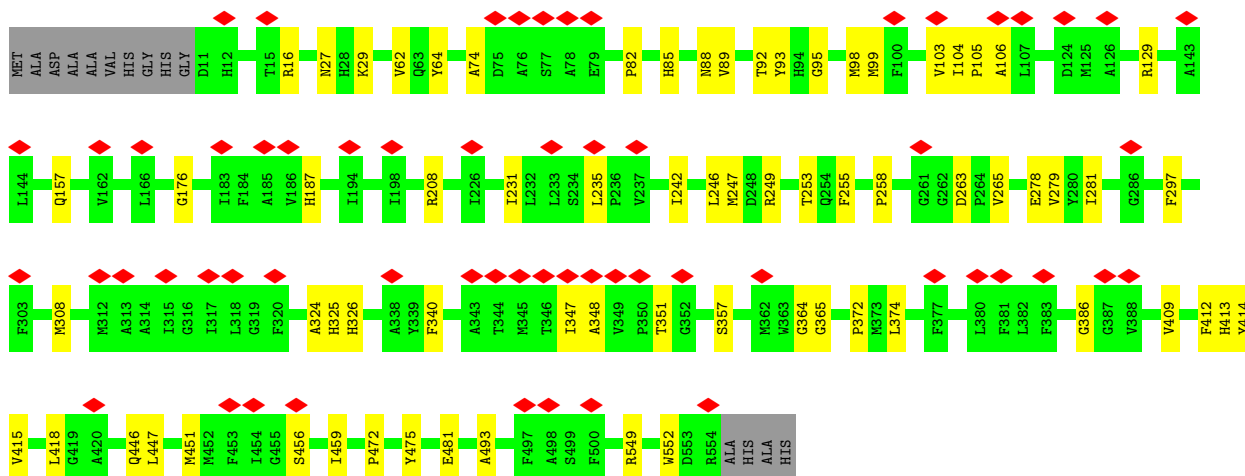 MET ALA ASP ALA ALA VAL HIS GLY HIS GLY D11 H12 T15 R16 N27 H28 K29 V62 Q63 Y64 A74 D75 A76 S77 A78 E79 P82 H85 N88 V89 T92 Y93 H94 G95 M98 M99 F100 V103 I104 P105 A106 L107 D124 M125 A126 R129 A143
L144 Q157 V162 L166 G176 I183 F184 A185 V186 H187 I194 I198 R208 I226 I231 L232 L233 S234 L235 P236 V237 I242 L246 M247 D248 R249 T253 Q254 F255 P258 G261 G262 D263 P264 V265 E278 V279 Y280 I281 G286 F297
F303 M308 M312 A313 A314 I315 G316 I317 L318 G319 F320 A324 H325 H326 A338 Y339 F340 A343 T344 M345 T346 I347 A348 V349 P350 T351 G352 S357 M362 W363 G364 G365 P372 M373 L374 F377 L380 F381 L382 F383 G386 G387 V388 V409 F412 H413 Y414
V415 L418 G419 A420 Q446 L447 M451 M452 F453 I454 G455 S456 I459 P472 Y475 E481 A493 F497 A498 S499 F500 R549 W552 D553 R554 ALA HIS ALA HIS